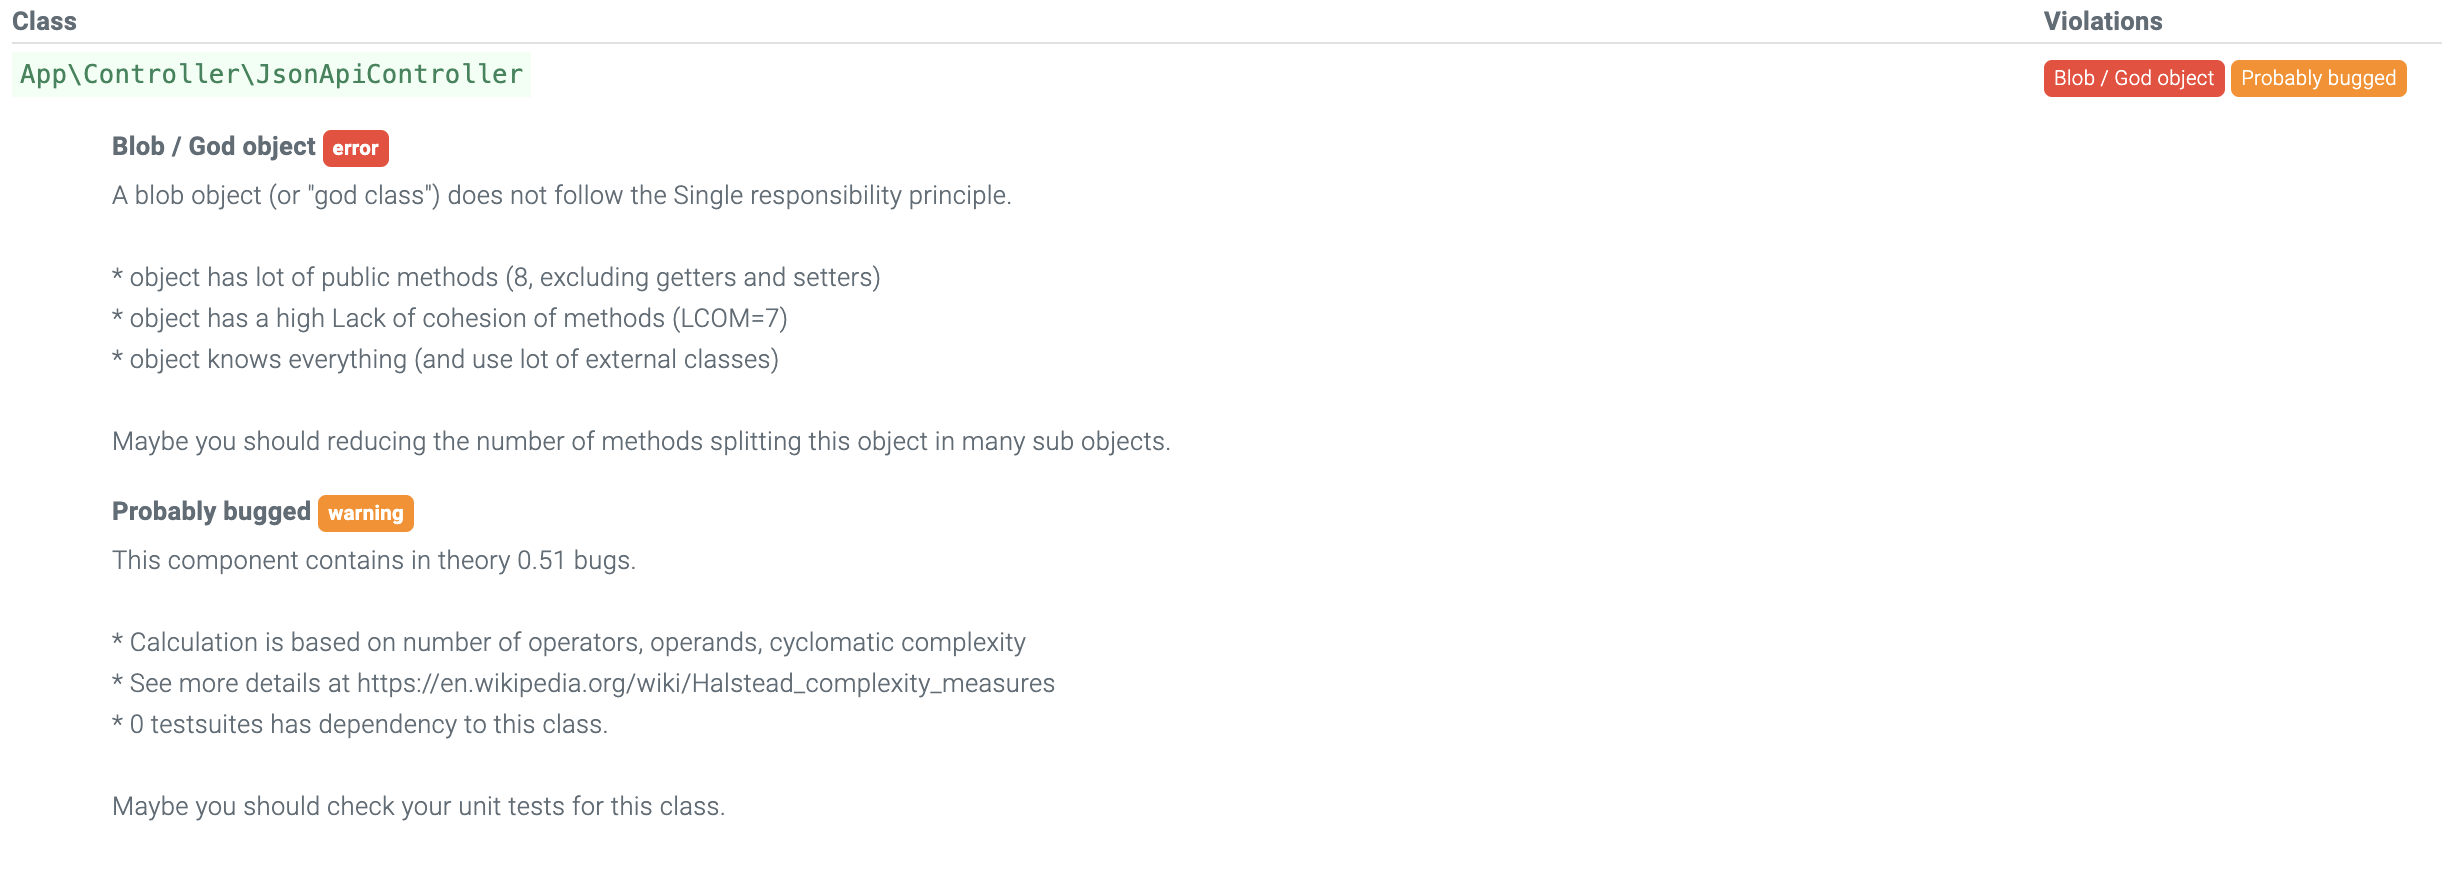 Class Violations
App\Controller\JsonApiController Blob / God object Probably bugged
Blob / God object error
A blob object (or "god class") does not follow the Single responsibility principle.
* object has lot of public methods (8, excluding getters and setters)
* object has a high Lack of cohesion of methods (LCOM=7)
* object knows everything (and use lot of external classes)
Maybe you should reducing the number of methods splitting this object in many sub objects.
Probably bugged warning
This component contains in theory 0.51 bugs.
* Calculation is based on number of operators, operands, cyclomatic complexity
* See more details at https://en.wikipedia.org/wiki/Halstead_complexity_measures
* 0 testsuites has dependency to this class.
Maybe you should check your unit tests for this class.